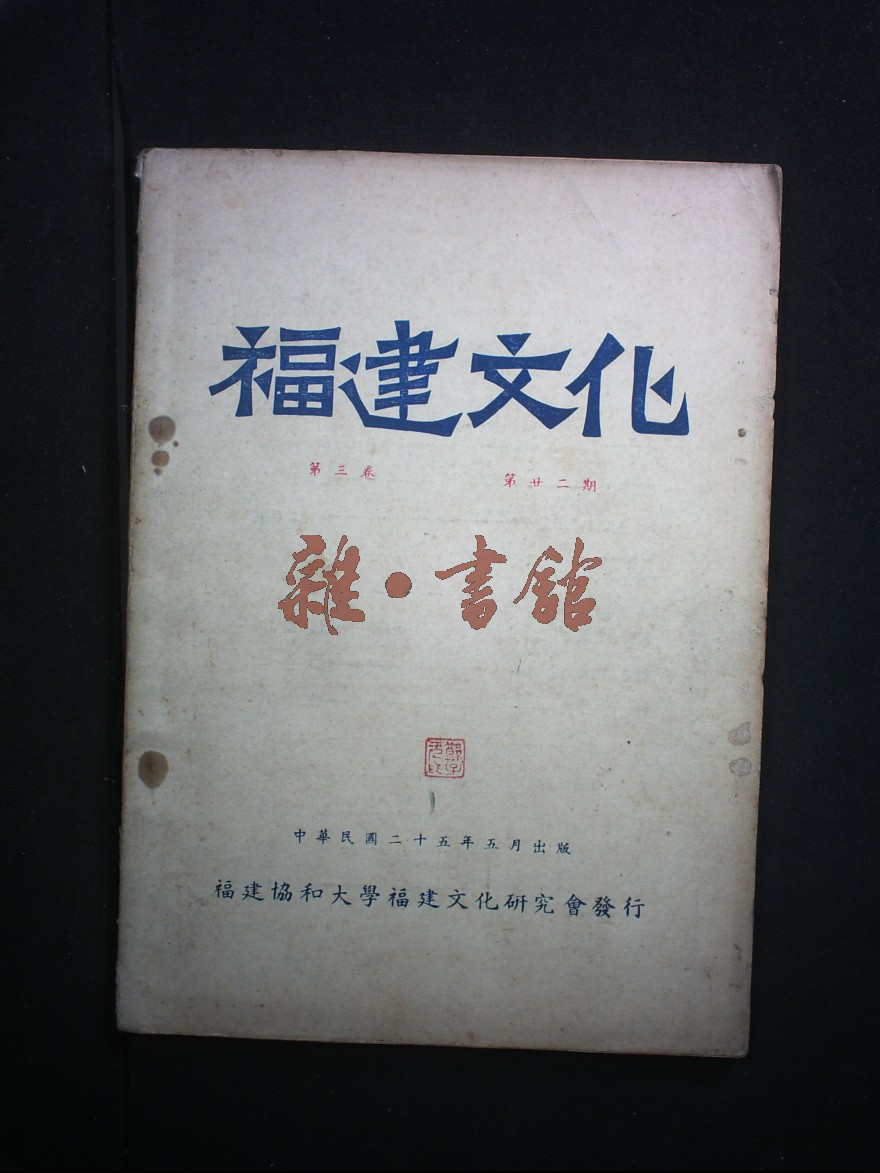 福建文化
第三卷 第廿二期
雜·書館
中華民國二十五年五月出版
福建協和大學福建文化研究會發行